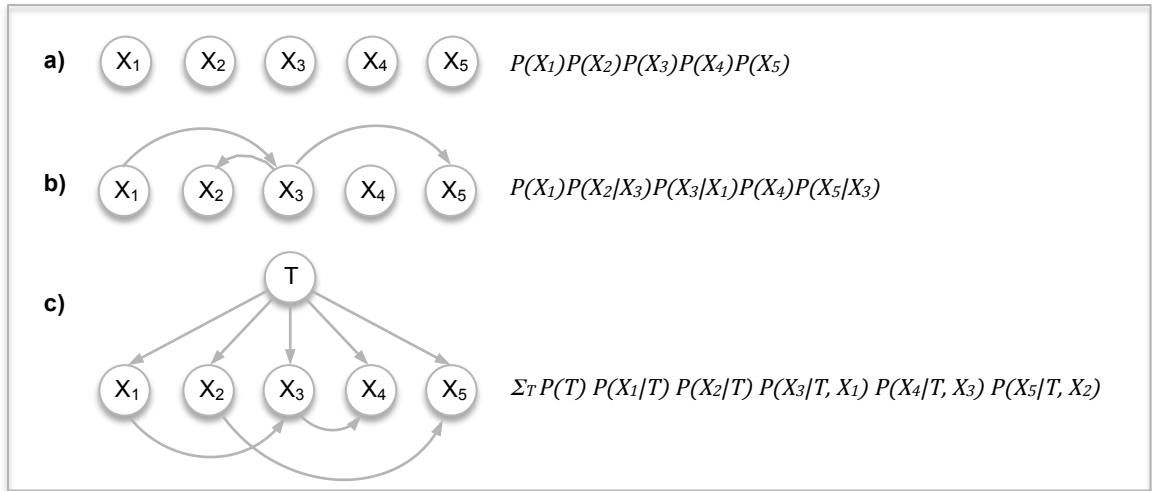 a) X1 X2 X3 X4 X5 P(X1)P(X2)P(X3)P(X4)P(X5)
b) X1 X2 X3 X4 X5 P(X1)P(X2|X3)P(X3|X1)P(X4)P(X5|X3)
T
c)
X1 X2 X3 X4 X5 ΣT P(T) P(X1|T) P(X2|T) P(X3|T, X1) P(X4|T, X3) P(X5|T, X2)